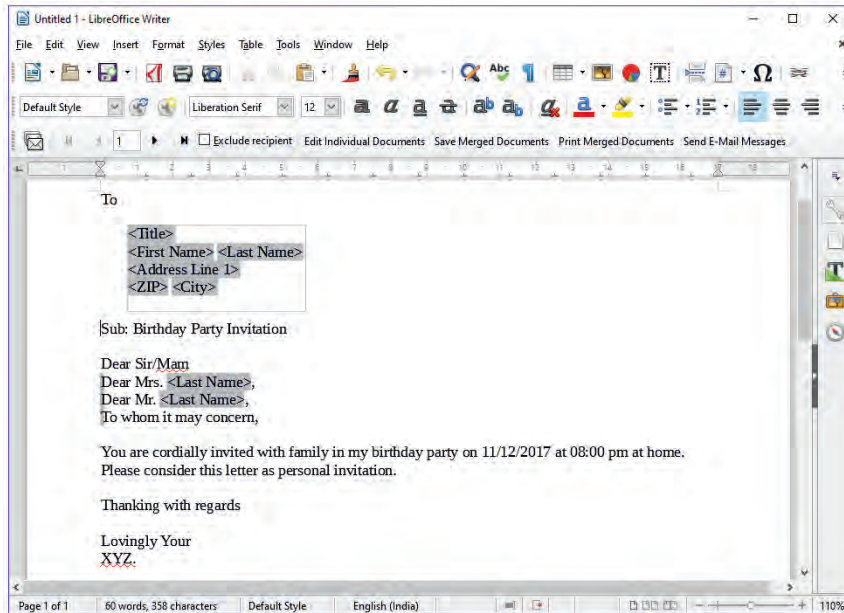 Untitled 1 - LibreOffice Writer
File Edit View Insert Format Styles Table Tools Window Help
Default Style Liberation Serif 12
1 Exclude recipient Edit Individual Documents Save Merged Documents Print Merged Documents Send E-Mail Messages
To
<Title>
<First Name> <Last Name>
<Address Line 1>
<ZIP> <City>
Sub: Birthday Party Invitation
Dear Sir/Mam
Dear Mrs. <Last Name>,
Dear Mr. <Last Name>,
To whom it may concern,
You are cordially invited with family in my birthday party on 11/12/2017 at 08:00 pm at home.
Please consider this letter as personal invitation.
Thanking with regards
Lovingly Your
XYZ.
Page 1 of 1 60 words, 358 characters Default Style English (India) 110%